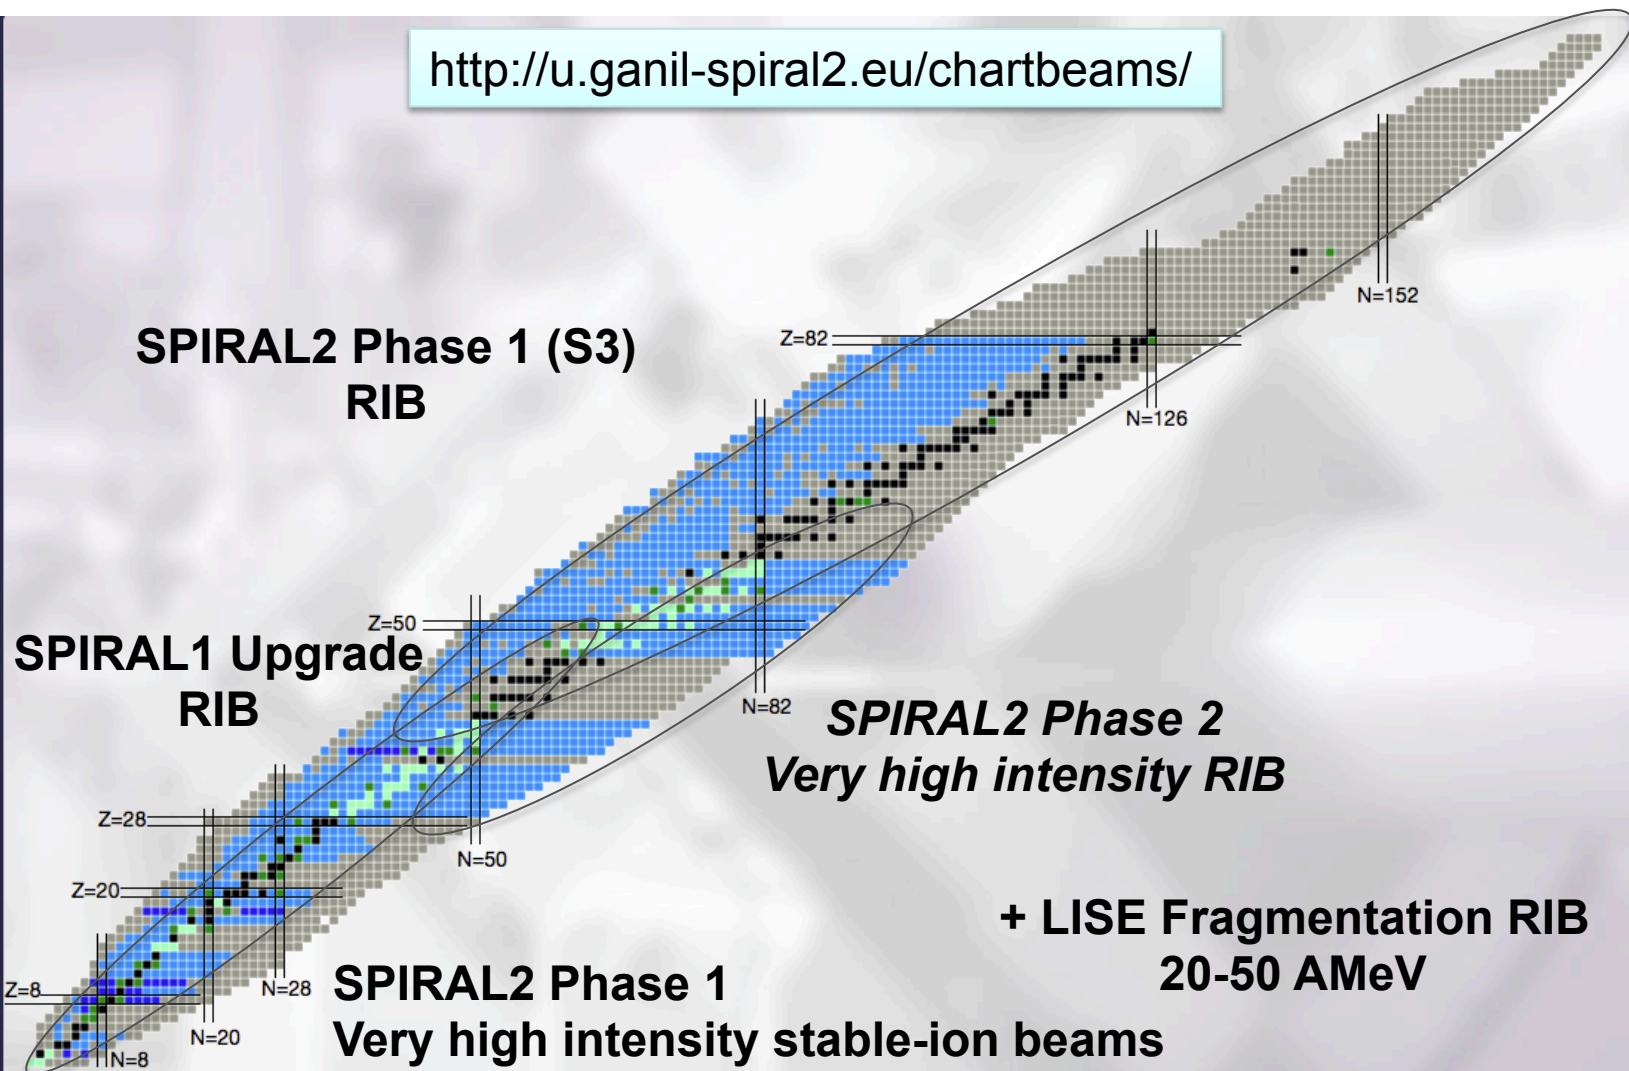 http://u.ganil-spiral2.eu/chartbeams/
N=152
SPIRAL2 Phase 1 (S3)
RIB
Z=82
N=126
Z=50
SPIRAL1 Upgrade
RIB
N=82
SPIRAL2 Phase 2
Very high intensity RIB
Z=28
N=50
Z=20
+ LISE Fragmentation RIB
20-50 AMeV
Z=8
N=28
SPIRAL2 Phase 1
Very high intensity stable-ion beams
N=20
N=8